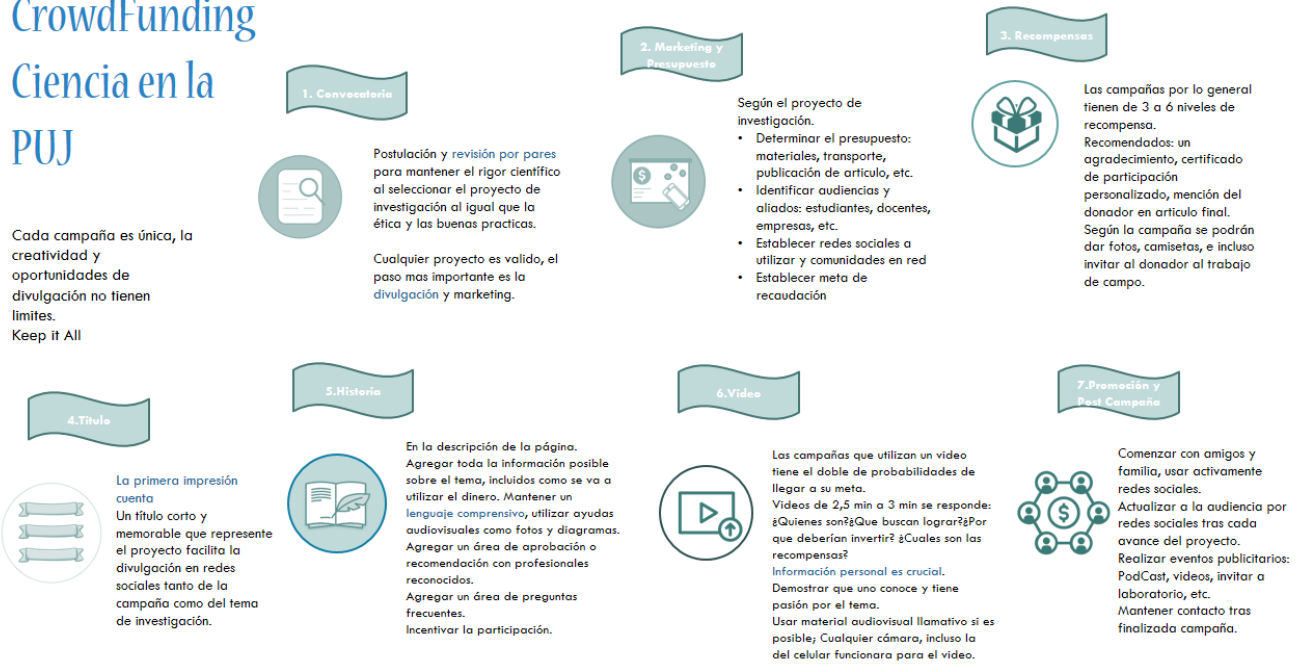 CrowdFunding
Ciencia en la
PUJ
Cada campaña es única, la
creatividad y
oportunidades de
divulgación no tienen
limites.
Keep it All
1. Convocatoria
Postulación y revisión por pares
para mantener el rigor científico
al seleccionar el proyecto de
investigación al igual que la
ética y las buenas practicas.
Cualquier proyecto es valido, el
paso mas importante es la
divulgación y marketing.
2. Marketing y
Presupuesto
Según el proyecto de
investigación.
• Determinar el presupuesto:
materiales, transporte,
publicación de articulo, etc.
• Identificar audiencias y
aliados: estudiantes, docentes,
empresas, etc.
• Establecer redes sociales a
utilizar y comunidades en red
• Establecer meta de
recaudación
3. Recompensas
Las campañas por lo general
tienen de 3 a 6 niveles de
recompensa.
Recomendados: un
agradecimiento, certificado
de participación
personalizado, mención del
donador en articulo final.
Según la campaña se podrán
dar fotos, camisetas, e incluso
invitar al donador al trabajo
de campo.
4.Titulo
La primera impresión
cuenta
Un título corto y
memorable que represente
el proyecto facilita la
divulgación en redes
sociales tanto de la
campaña como del tema
de investigación.
5.Historia
En la descripción de la página.
Agregar toda la información posible
sobre el tema, incluidos como se va a
utilizar el dinero. Mantener un
lenguaje comprensivo, utilizar ayudas
audiovisuales como fotos y diagramas.
Agregar un área de aprobación o
recomendación con profesionales
reconocidos.
Agregar un área de preguntas
frecuentes.
Incentivar la participación.
6.Video
Las campañas que utilizan un video
tiene el doble de probabilidades de
llegar a su meta.
Videos de 2,5 min a 3 min se responde:
¿Quienes son?¿Que buscan lograr?¿Por
que deberían invertir? ¿Cuales son las
recompensas?
Información personal es crucial.
Demostrar que uno conoce y tiene
pasión por el tema.
Usar material audiovisual llamativo si es
posible; Cualquier cámara, incluso la
del celular funcionara para el video.
7.Promoción y
Post Campaña
Comenzar con amigos y
familia, usar activamente
redes sociales.
Actualizar a la audiencia por
redes sociales tras cada
avance del proyecto.
Realizar eventos publicitarios:
PodCast, videos, invitar a
laboratorio, etc.
Mantener contacto tras
finalizada campaña.